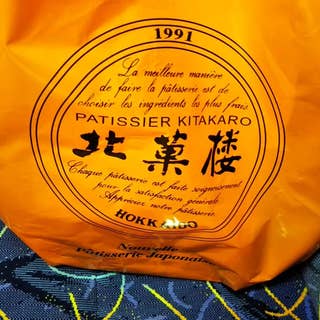 1991
La meilleure manière
de faire la pâtisserie est de
choisir les ingrédients les plus frais
PATISSIER KITAKARO
北菓楼
Chaque pâtisserie est faite soigneusement
pour la satisfaction générale
Appréciez notre pâtisserie.
HOKKAIDO
Nouvelle
Pâtisserie Japonaise